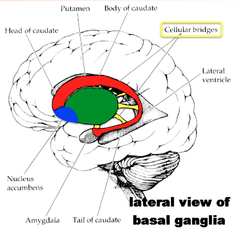 Putamen
Body of caudate
Head of caudate
Cellular bridges
Lateral
ventricle
Nucleus
accumbens
Amygdala
Tail of caudate
lateral view of
basal ganglia